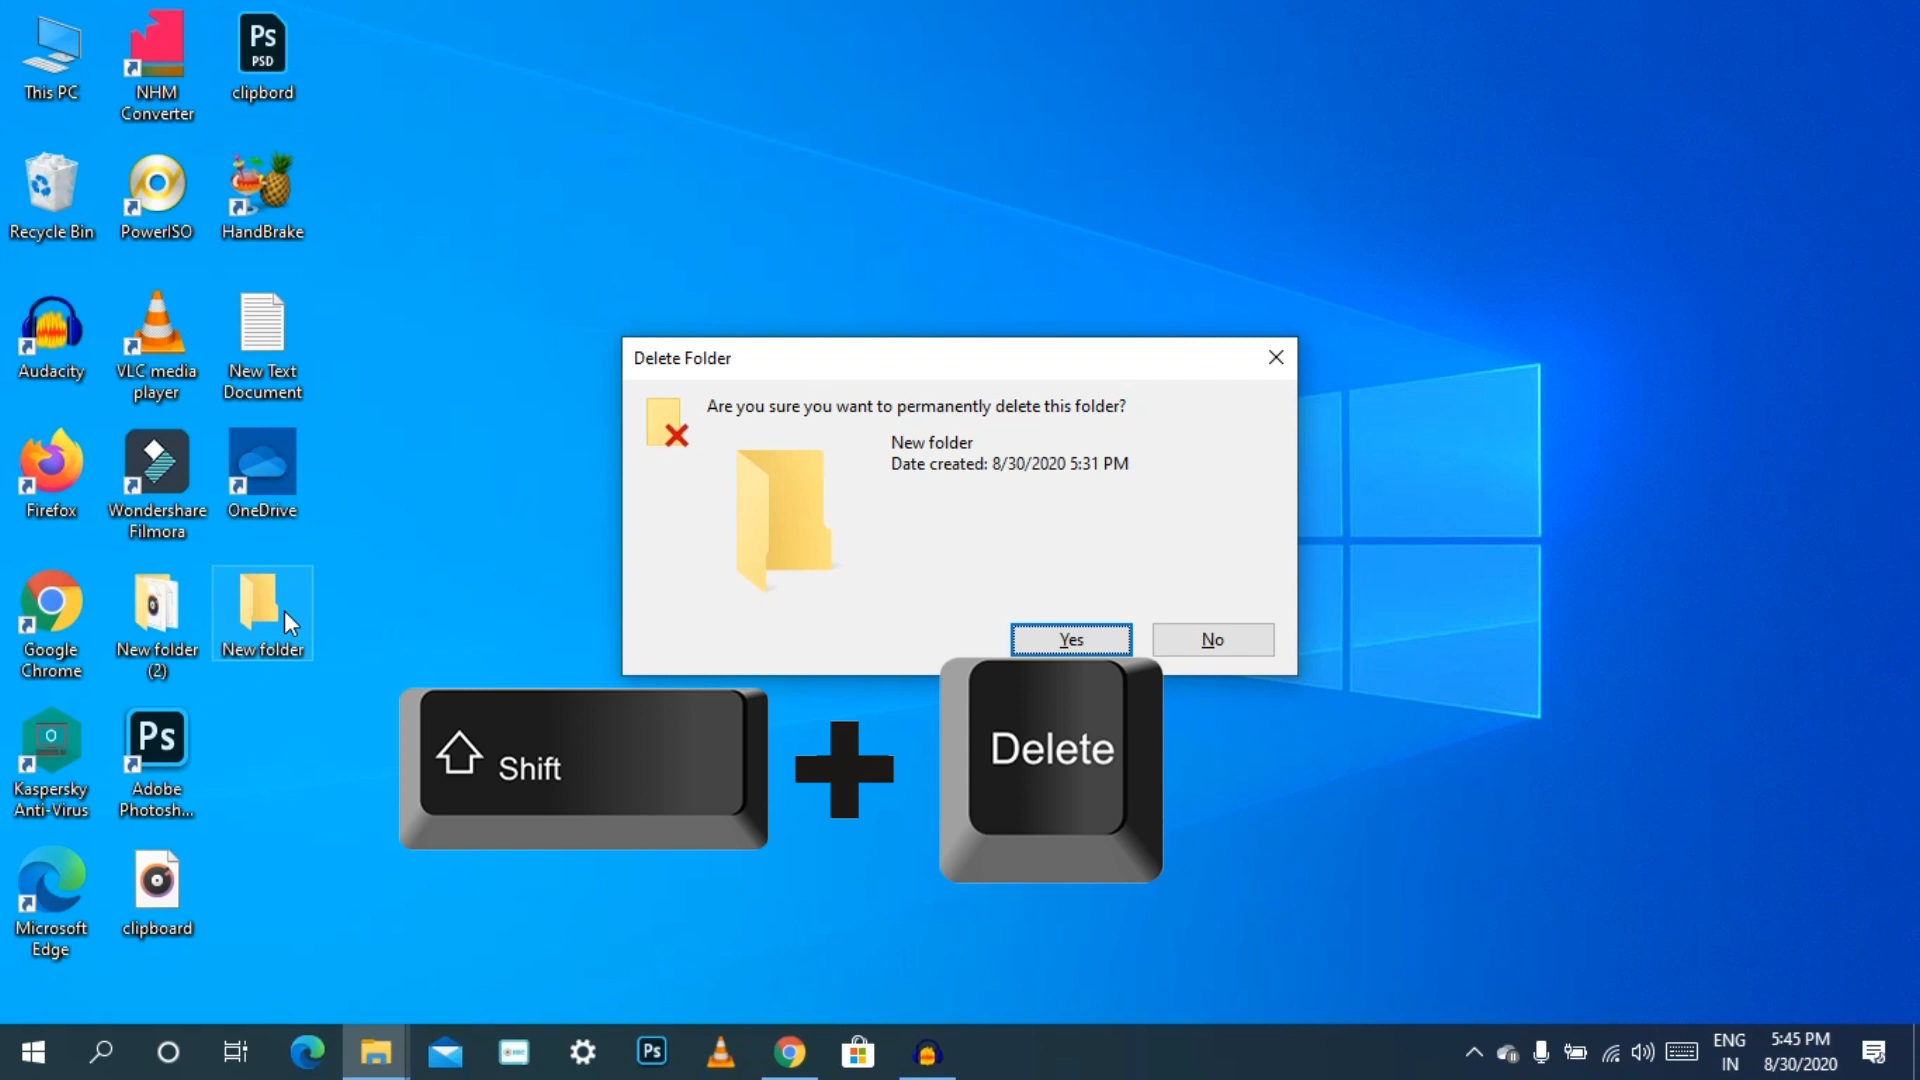 This PC
NHM
Converter
Ps
PSD
clipbord
Recycle Bin
PowerISO
HandBrake
Audacity
VLC media
player
New Text
Document
Firefox
Wondershare
Filmora
OneDrive
Google
Chrome
New folder
(2)
New folder
Kaspersky
Anti-Virus
Ps
Adobe
Photosh...
Microsoft
Edge
clipboard
Delete Folder
Are you sure you want to permanently delete this folder?
New folder
Date created: 8/30/2020 5:31 PM
Yes
No
Shift
Delete
Ps
ENG
IN
5:45 PM
8/30/2020